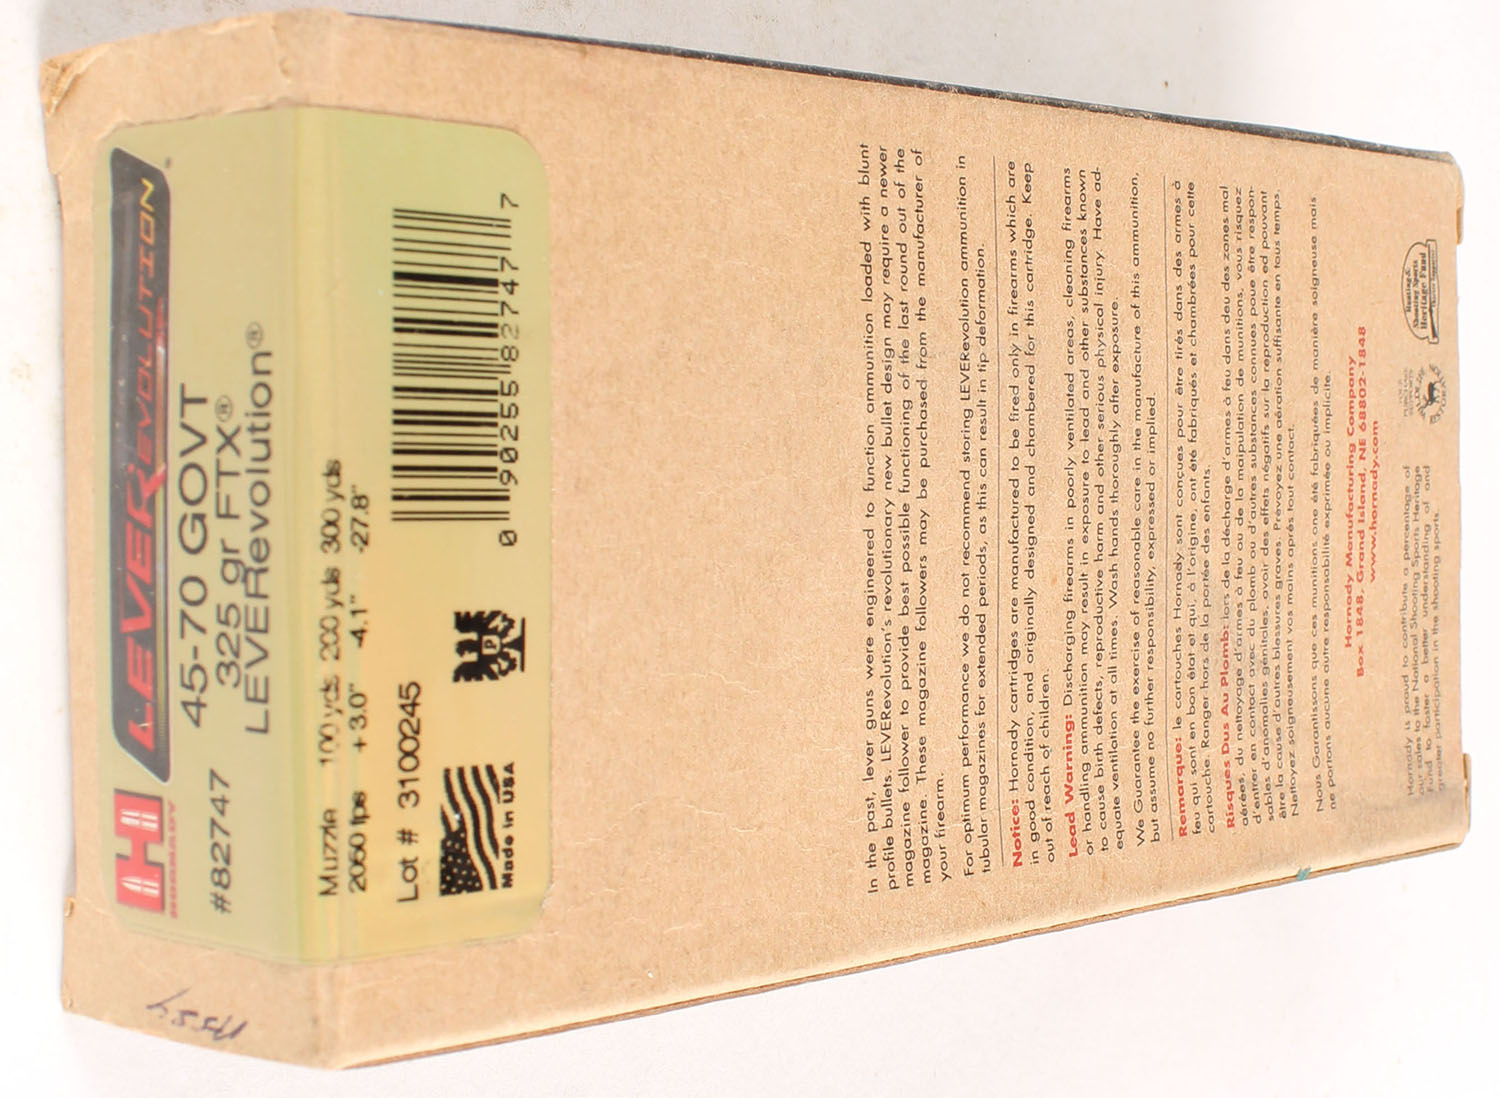 HORNADY
LEVERevolution
#82747
45-70 GOVT
325 gr FTX®
LEVERevolution®
Muzzle 100 yds 200 yds 300 yds
2050 fps +3.0" -4.1" -27.8"
Lot # 3100245
Made in USA
LE
0 90255 82747 7
In the past, lever guns were engineered to function ammunition loaded with blunt
profile bullets. LEVERevolution's revolutionary new bullet design may require a newer
magazine follower to provide best possible functioning of the last round out of the
magazine. These magazine followers may be purchased from the manufacturer of
your firearm.
For optimum performance we do not recommend storing LEVERevolution ammunition in
tubular magazines for extended periods, as this can result in tip deformation.
Notice: Hornady cartridges are manufactured to be fired only in firearms which are
in good condition, and originally designed and chambered for this cartridge. Keep
out of reach of children.
Lead Warning: Discharging firearms in poorly ventilated areas, cleaning firearms
or handling ammunition may result in exposure to lead and other substances known
to cause birth defects, reproductive harm and other serious physical injury. Have ad-
equate ventilation at all times. Wash hands thoroughly after exposure.
We Guarantee the exercise of reasonable care in the manufacture of this ammunition,
but assume no further responsibility, expressed or implied.
Remarque: le cartouches Hornady sont conçues pour être tirés dans des armes à
feu qui sont en bon état et qui, à l'origine, ont été fabriqués et chambrées pour cette
cartouche. Ranger hors de la portée des enfants.
Risques Dus Au Plomb: lors de la décharge d'armes à feu dans deu des zones mal
aérées, du nettoyage d'armes à feu ou de la maipulation de munitions, vous risquez
d'entrer en contact avec du plomb ou d'autres substances connues poue être respon-
sables d'anomalies génitales, avoir des effets négatifs sur la réproduction ed pouvant
être la cause d'autres blessures graves. Prévoyez une aération suffisante en tous temps.
Nettoyez soigneusement vos mains après tout contact.
Nous Garantissons que ces munitions one été fabriquées de manière soigneuse mais
ne portons aucune autre responsabilité exprimée ou implicite.
Hornady Manufacturing Company
Box 1848, Grand Island, NE 68802-1848
www.hornady.com
Hornady is proud to contribute a percentage of
our sales to the National Shooting Sports Heritage
Fund to foster a better understanding of and
greater participation in the shooting sports.
Hunting &
Shooting Sports
Heritage Fund